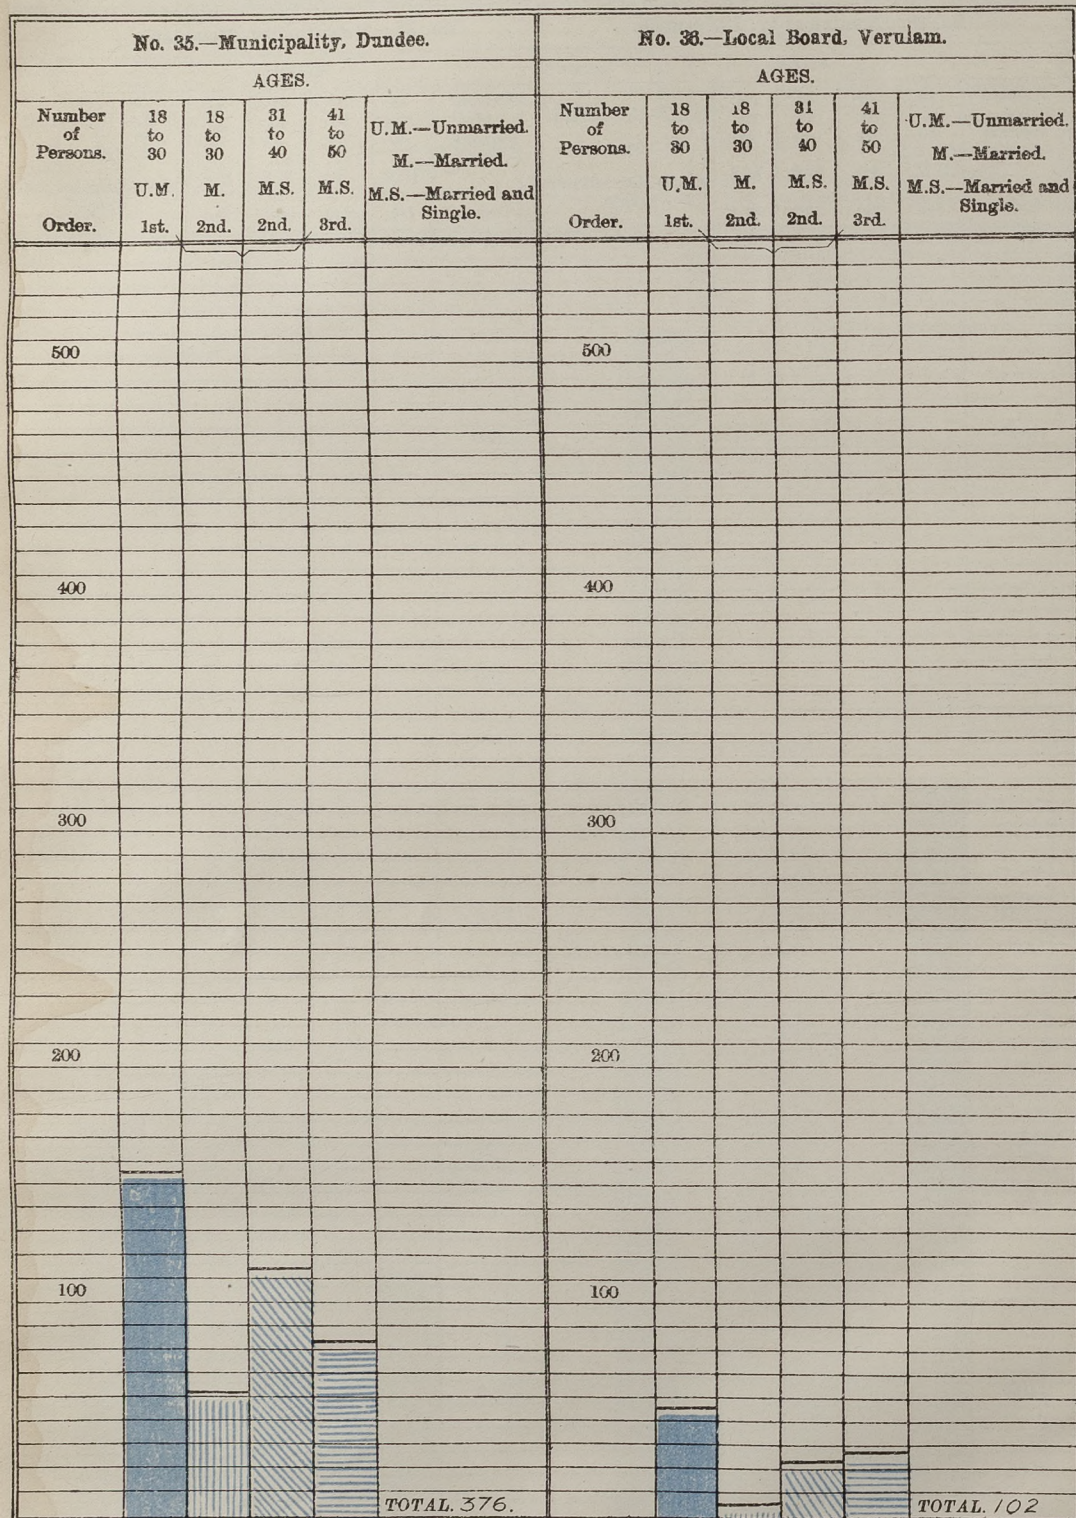 No. 35.—Municipality, Dundee.
AGES.
Number of Persons.
18 to 30
18 to 30
31 to 40
41 to 50
U.M.—Unmarried.
M.—Married.
M.S.—Married and Single.
U.M.
M.
M.S.
M.S.
Order.
1st.
2nd.
2nd.
3rd.
500
400
300
200
100
TOTAL. 376.
No. 36.—Local Board, Verulam.
AGES.
Number of Persons.
18 to 30
18 to 30
31 to 40
41 to 50
U.M.—Unmarried.
M.—Married.
M.S.—Married and Single.
U.M.
M.
M.S.
M.S.
Order.
1st.
2nd.
2nd.
3rd.
500
400
300
200
100
TOTAL. 102